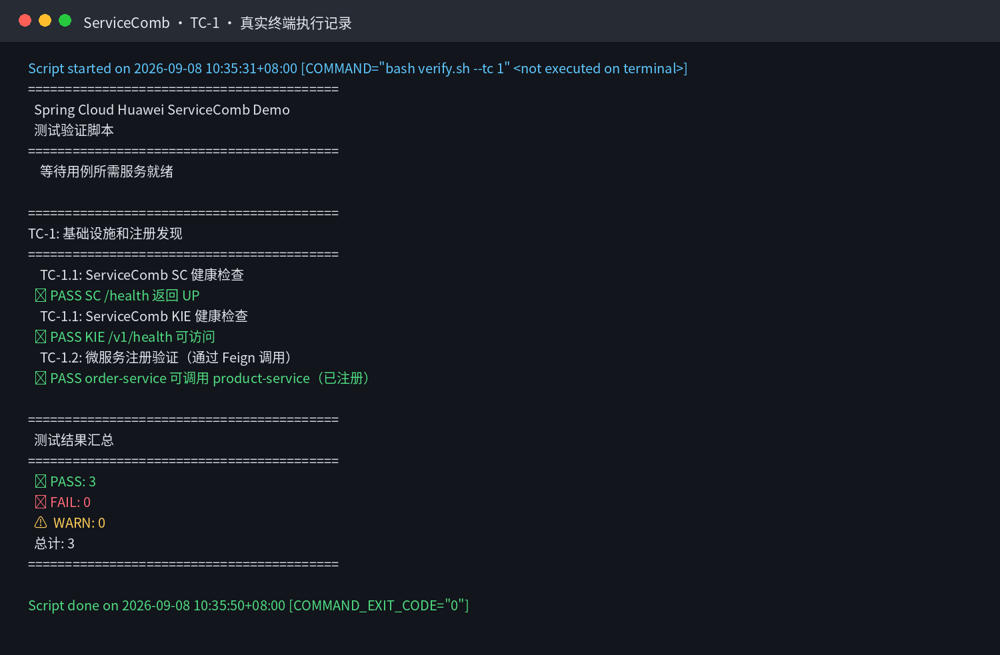 ServiceComb • TC-1 • 真实终端执行记录
Script started on 2026-09-08 10:35:31+08:00 [COMMAND="bash verify.sh --tc 1" <not executed on terminal>]
==========================================
Spring Cloud Huawei ServiceComb Demo
测试验证脚本
==========================================
等待用例所需服务就绪
==========================================
TC-1: 基础设施和注册发现
==========================================
TC-1.1: ServiceComb SC 健康检查
PASS SC /health 返回 UP
TC-1.1: ServiceComb KIE 健康检查
PASS KIE /v1/health 可访问
TC-1.2: 微服务注册验证（通过 Feign 调用）
PASS order-service 可调用 product-service（已注册）
==========================================
测试结果汇总
==========================================
PASS: 3
FAIL: 0
⚠ WARN: 0
总计: 3
==========================================
Script done on 2026-09-08 10:35:50+08:00 [COMMAND_EXIT_CODE="0"]